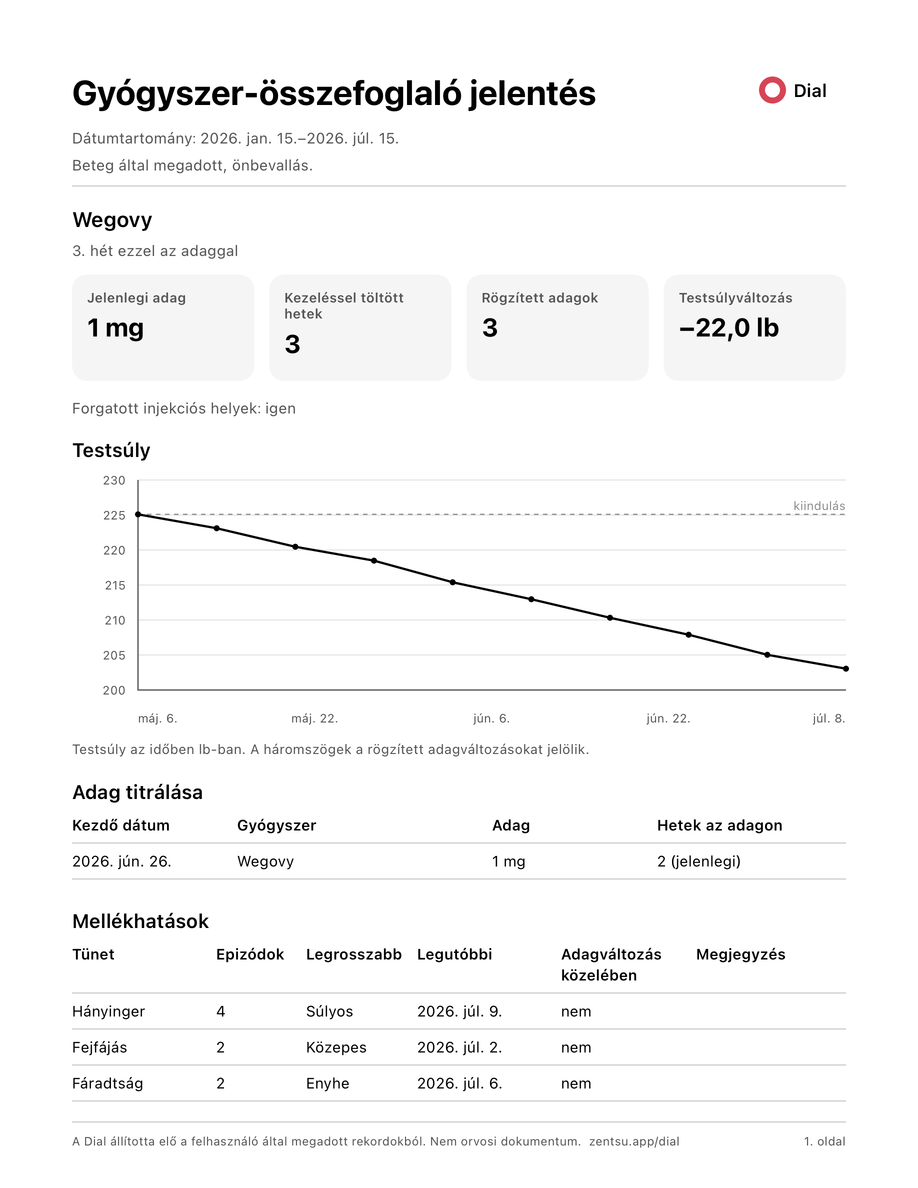 Gyógyszer-összefoglaló jelentés
Dial
Dátumtartomány: 2026. jan. 15.–2026. júl. 15.
Beteg által megadott, önbevallás.
Wegovy
3. hét ezzel az adaggal
Jelenlegi adag
1 mg
Kezeléssel töltött
hetek
3
Rögzített adagok
3
Testsúlyváltozás
−22,0 lb
Forgatott injekciós helyek: igen
Testsúly
230
225
220
215
210
205
200
kiindulás
máj. 6.
máj. 22.
jún. 6.
jún. 22.
júl. 8.
Testsúly az időben lb-ban. A háromszögek a rögzített adagváltozásokat jelölik.
Adag titrálása
Kezdő dátum Gyógyszer Adag Hetek az adagon
2026. jún. 26. Wegovy 1 mg 2 (jelenlegi)
Mellékhatások
Tünet Epizódok Legrosszabb Legutóbbi Adagváltozás Megjegyzés
közelében
Hányinger 4 Súlyos 2026. júl. 9. nem
Fejfájás 2 Közepes 2026. júl. 2. nem
Fáradtság 2 Enyhe 2026. júl. 6. nem
A Dial állította elő a felhasználó által megadott rekordokból. Nem orvosi dokumentum. zentsu.app/dial
1. oldal